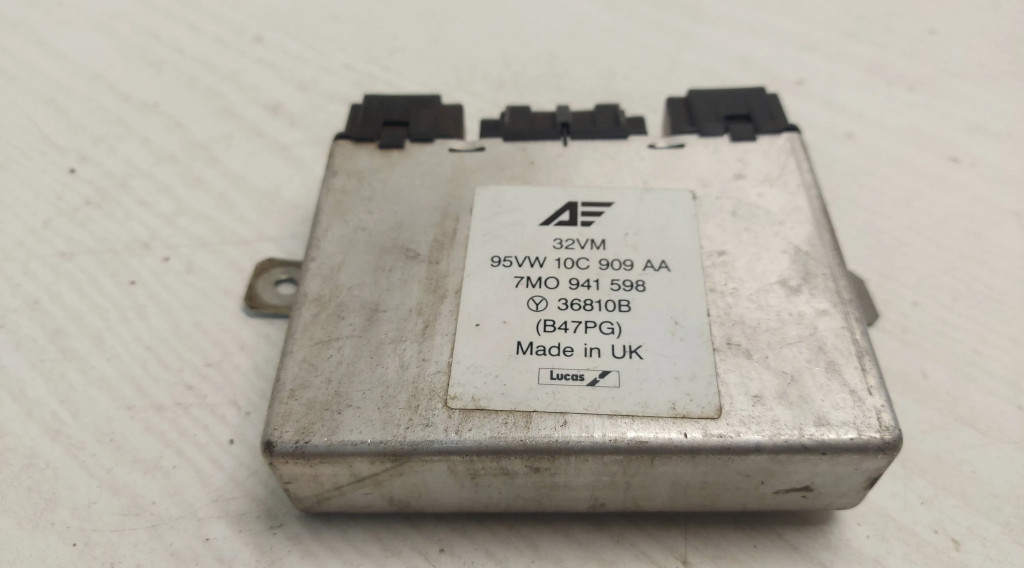 AE
32VM
95VW 10C 909 AA
7MO 941 598
Ⓨ 36810B
(B47PG)
Made in UK
Lucas